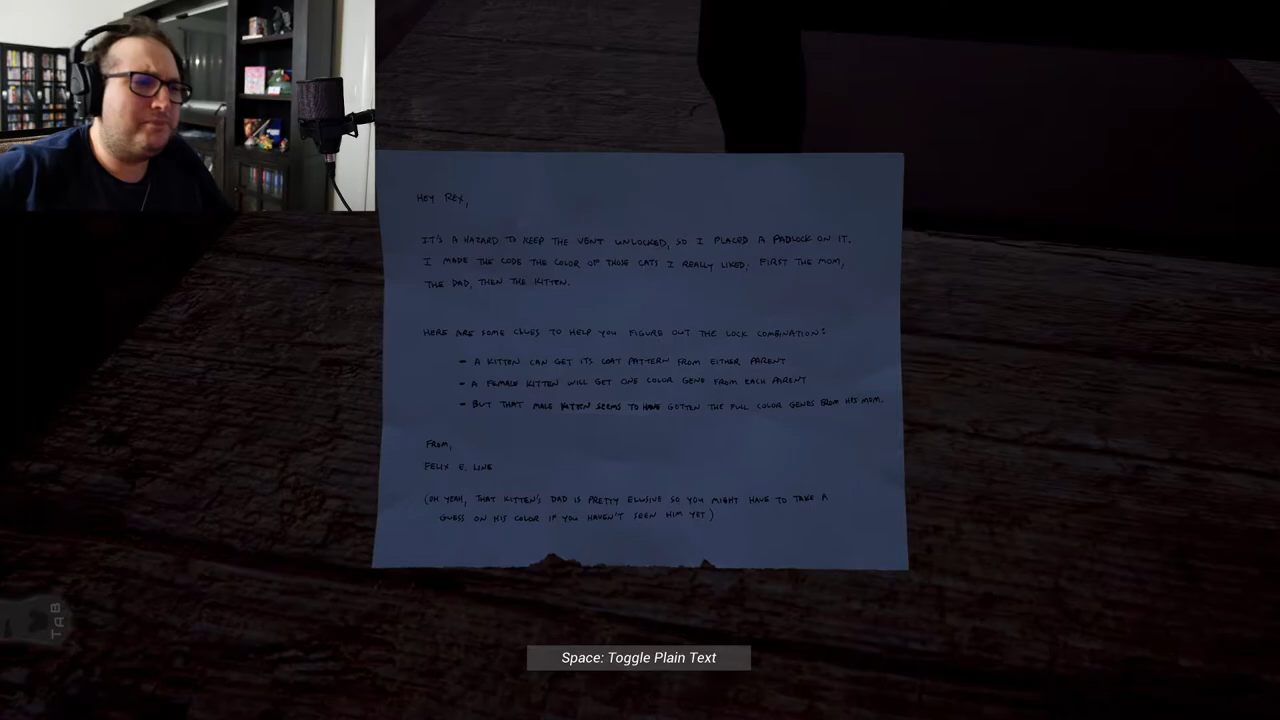 HEY REX,
IT'S A HAZARD TO KEEP THE VENT UNLOCKED, SO I PLACED A PADLOCK ON IT.
I MADE THE CODE THE COLOR OF THOSE CATS I REALLY LIKED; FIRST THE MOM,
THE DAD, THEN THE KITTEN.
HERE ARE SOME CLUES TO HELP YOU FIGURE OUT THE LOCK COMBINATION:
- A KITTEN CAN GET ITS COAT PATTERN FROM EITHER PARENT
- A FEMALE KITTEN WILL GET ONE COLOR GENE FROM EACH PARENT
- BUT THAT MALE KITTEN SEEMS TO HAVE GOTTEN THE FULL COLOR GENES FROM HIS MOM.
FROM,
FELIX E. LINE
(OH YEAH, THAT KITTEN'S DAD IS PRETTY ELUSIVE SO YOU MIGHT HAVE TO TAKE A
GUESS ON HIS COLOR IF YOU HAVEN'T SEEN HIM YET)
TAB
Space: Toggle Plain Text